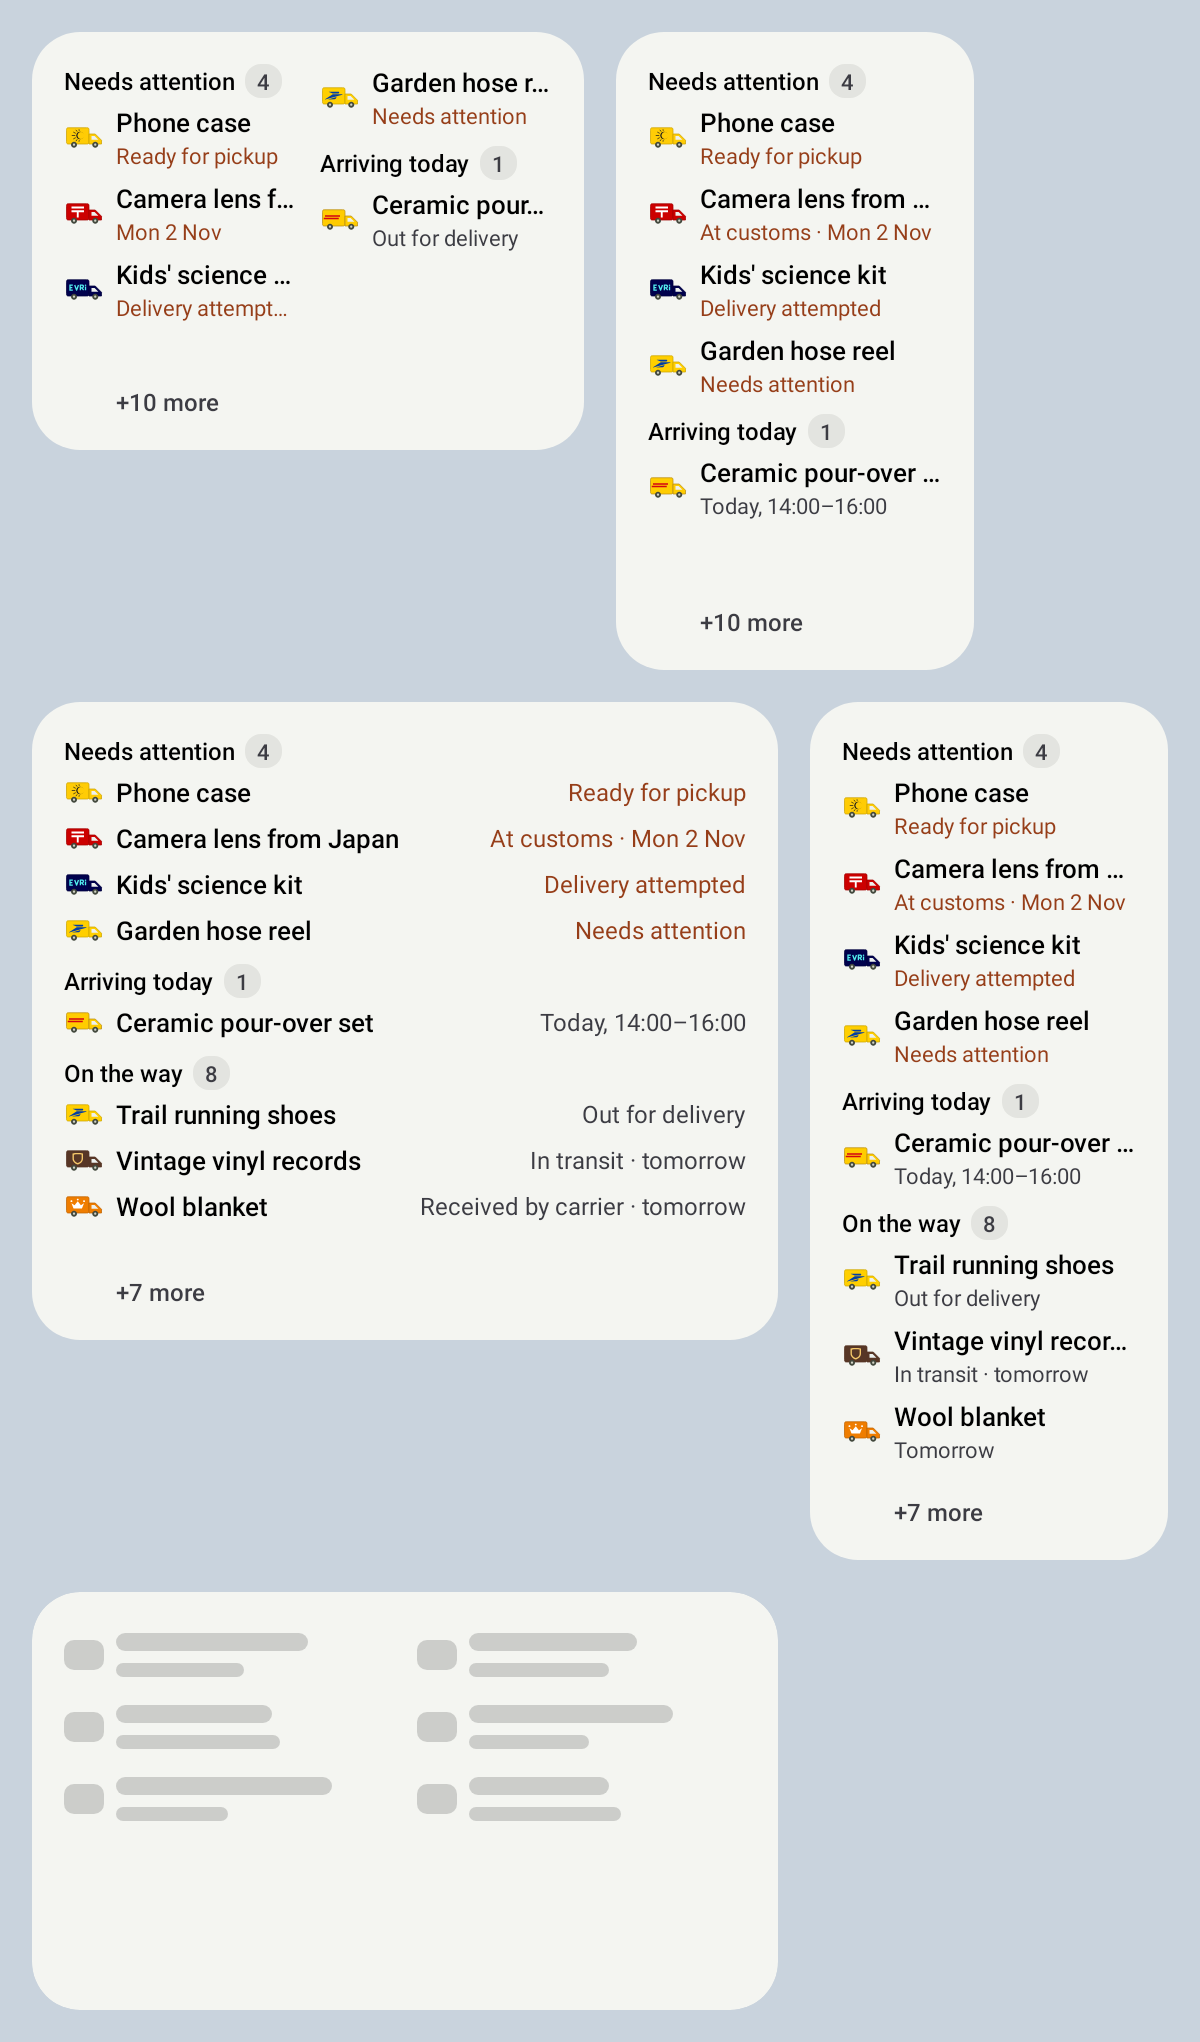 Needs attention 4
Phone case
Ready for pickup
Camera lens f...
Mon 2 Nov
Kids' science ...
Delivery attempt...
Garden hose r...
Needs attention
Arriving today 1
Ceramic pour...
Out for delivery
+10 more
Needs attention 4
Phone case
Ready for pickup
Camera lens from ...
At customs · Mon 2 Nov
EVRi
Kids' science kit
Delivery attempted
Garden hose reel
Needs attention
Arriving today 1
Ceramic pour-over ...
Today, 14:00–16:00
+10 more
Needs attention 4
Phone case Ready for pickup
Camera lens from Japan At customs · Mon 2 Nov
EVRi Kids' science kit Delivery attempted
Garden hose reel Needs attention
Arriving today 1
Ceramic pour-over set Today, 14:00–16:00
On the way 8
Trail running shoes Out for delivery
Vintage vinyl records In transit · tomorrow
Wool blanket Received by carrier · tomorrow
+7 more
Needs attention 4
Phone case
Ready for pickup
Camera lens from ...
At customs · Mon 2 Nov
EVRi
Kids' science kit
Delivery attempted
Garden hose reel
Needs attention
Arriving today 1
Ceramic pour-over ...
Today, 14:00–16:00
On the way 8
Trail running shoes
Out for delivery
Vintage vinyl recor...
In transit · tomorrow
Wool blanket
Tomorrow
+7 more